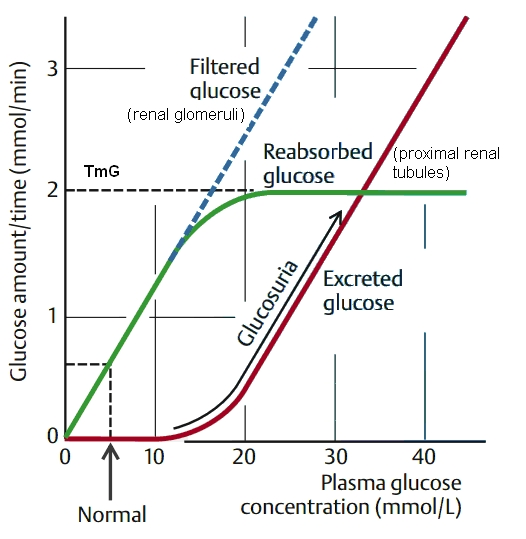 Glucose amount/time (mmol/min)
3
2
1
0
Filtered
glucose
(renal glomeruli)
TmG
Reabsorbed
glucose
(proximal renal
tubules)
Glucosuria
Excreted
glucose
0 10 20 30 40
Normal
Plasma glucose
concentration (mmol/L)